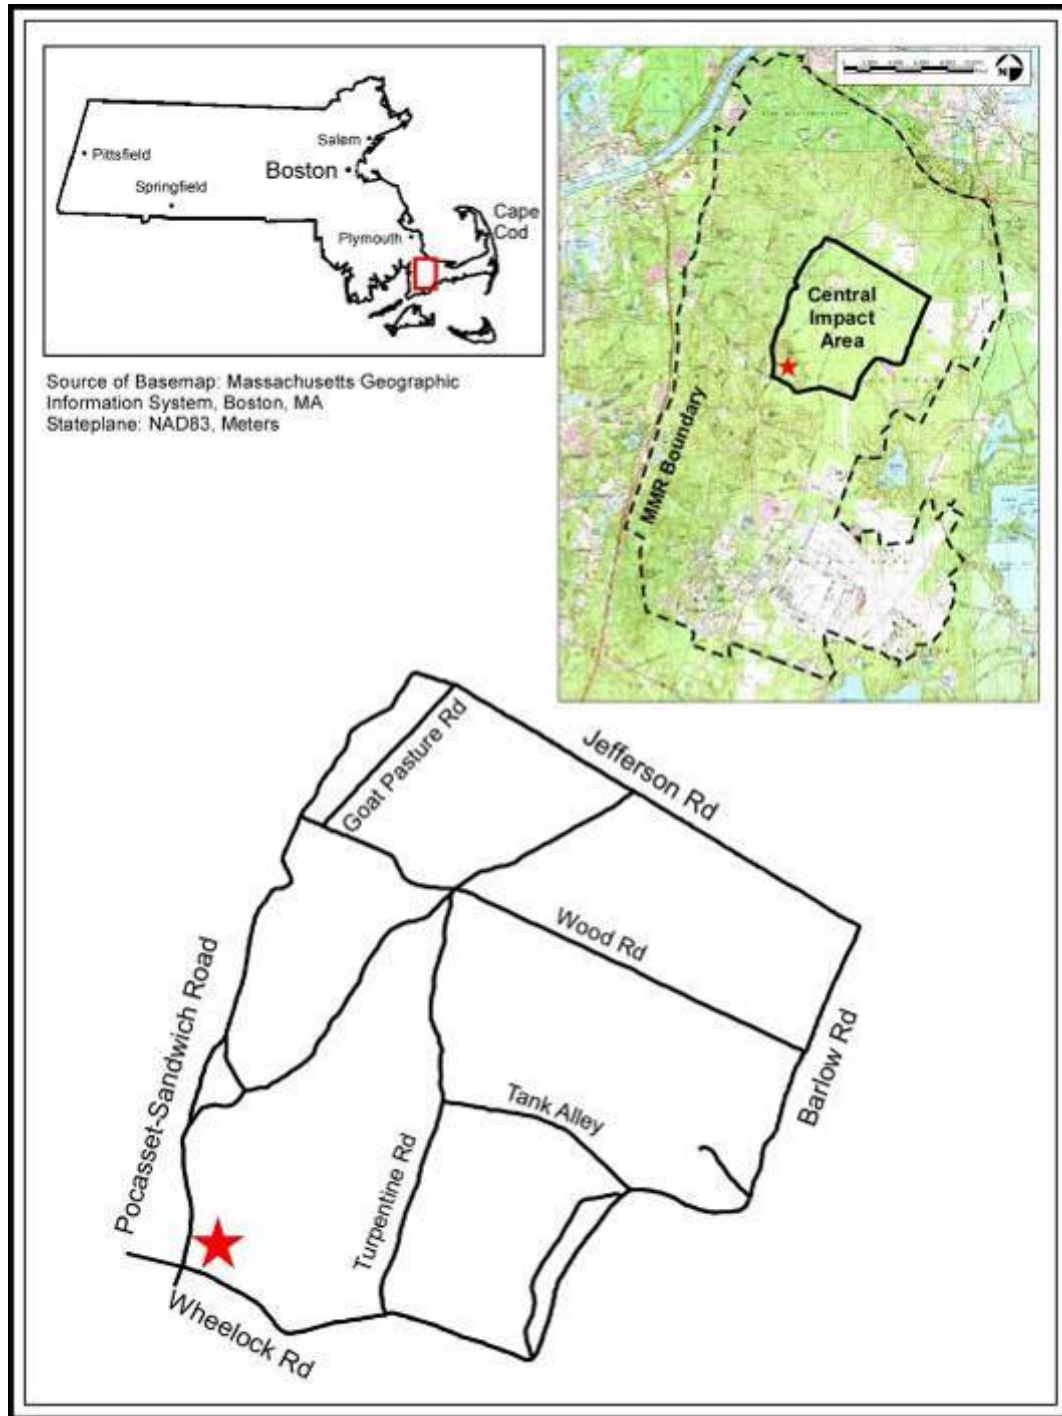 Salem
Pittsfield
Boston
Springfield
Cape
Cod
Plymouth
Source of Basemap: Massachusetts Geographic
Information System, Boston, MA
Stateplane: NAD83, Meters
N
Central
Impact
Area
MMR Boundary
Goat Pasture Rd
Jefferson Rd
Wood Rd
Pocasset-Sandwich Road
Barlow Rd
Tank Alley
Turpentine Rd
Wheelock Rd